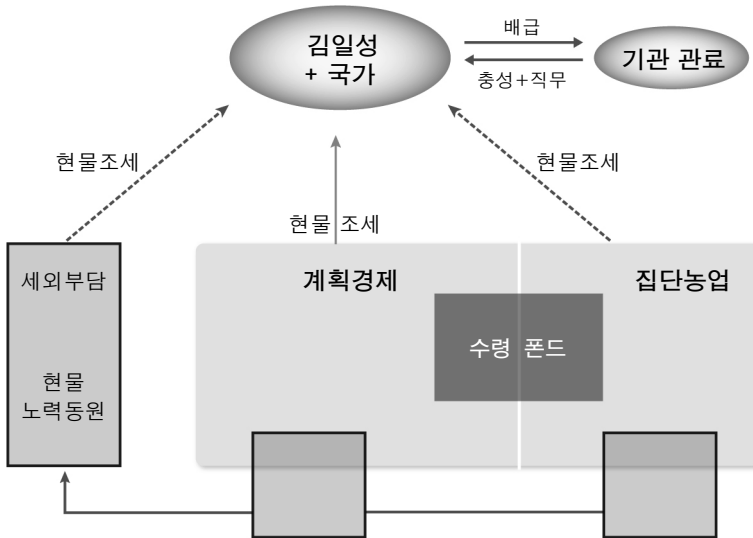 김일성
+ 국가
배급
충성+직무
기관 관료
현물조세
현물 조세
현물조세
세외부담
현물
노력동원
계획경제
집단농업
수령 폰드